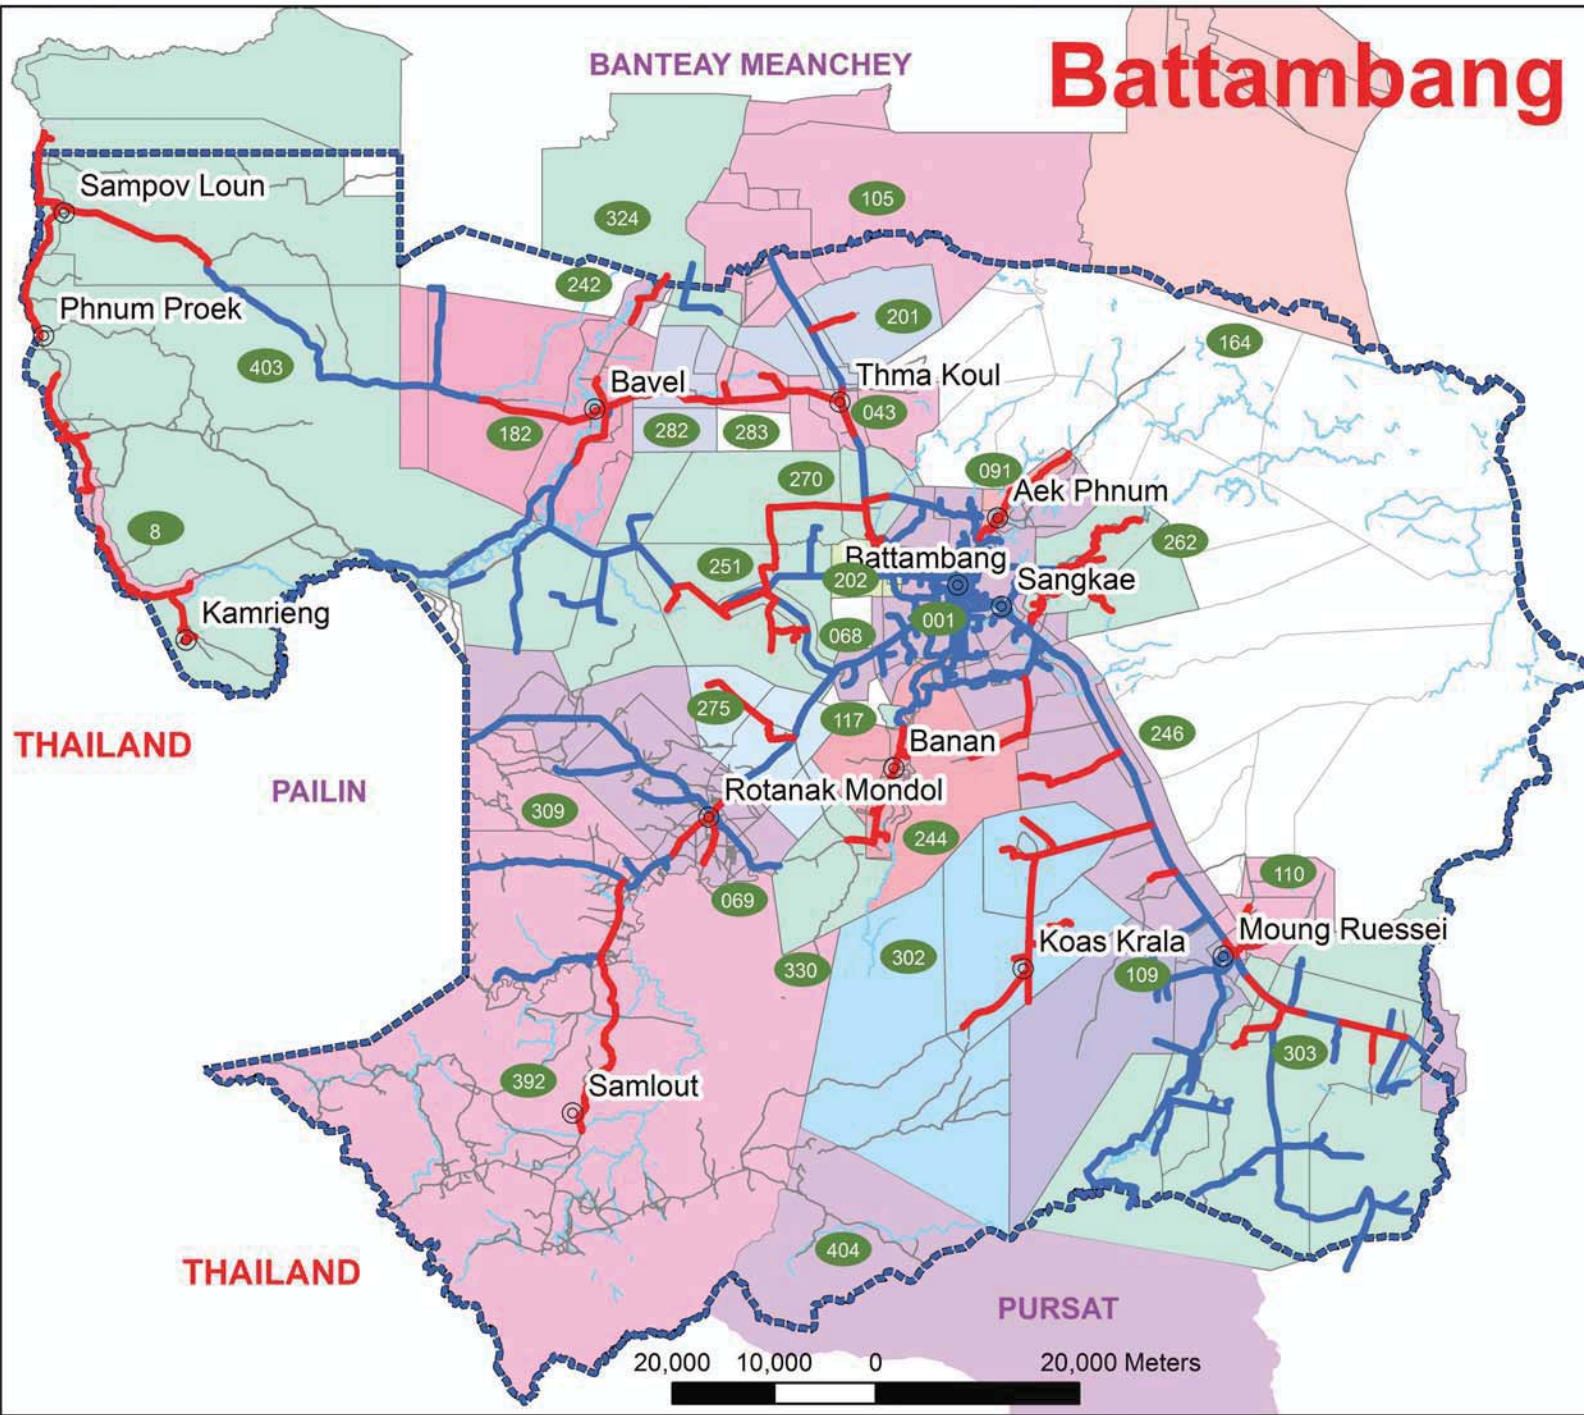 BANTEAY MEANCHEY
Battambang
Sampov Loun
324
105
242
Phnum Proek
201
164
403
Bavel
Thma Koul
043
182
282
283
270
091
Aek Phnum
8
262
251
Battambang
202
Sangkae
Kamrieng
068
001
275
117
246
THAILAND
Banan
PAILIN
Rotanak Mondol
309
244
110
069
Moung Ruessei
302
Koas Krala
330
109
303
392
Samlout
404
THAILAND
PURSAT
20,000 10,000 0 20,000 Meters